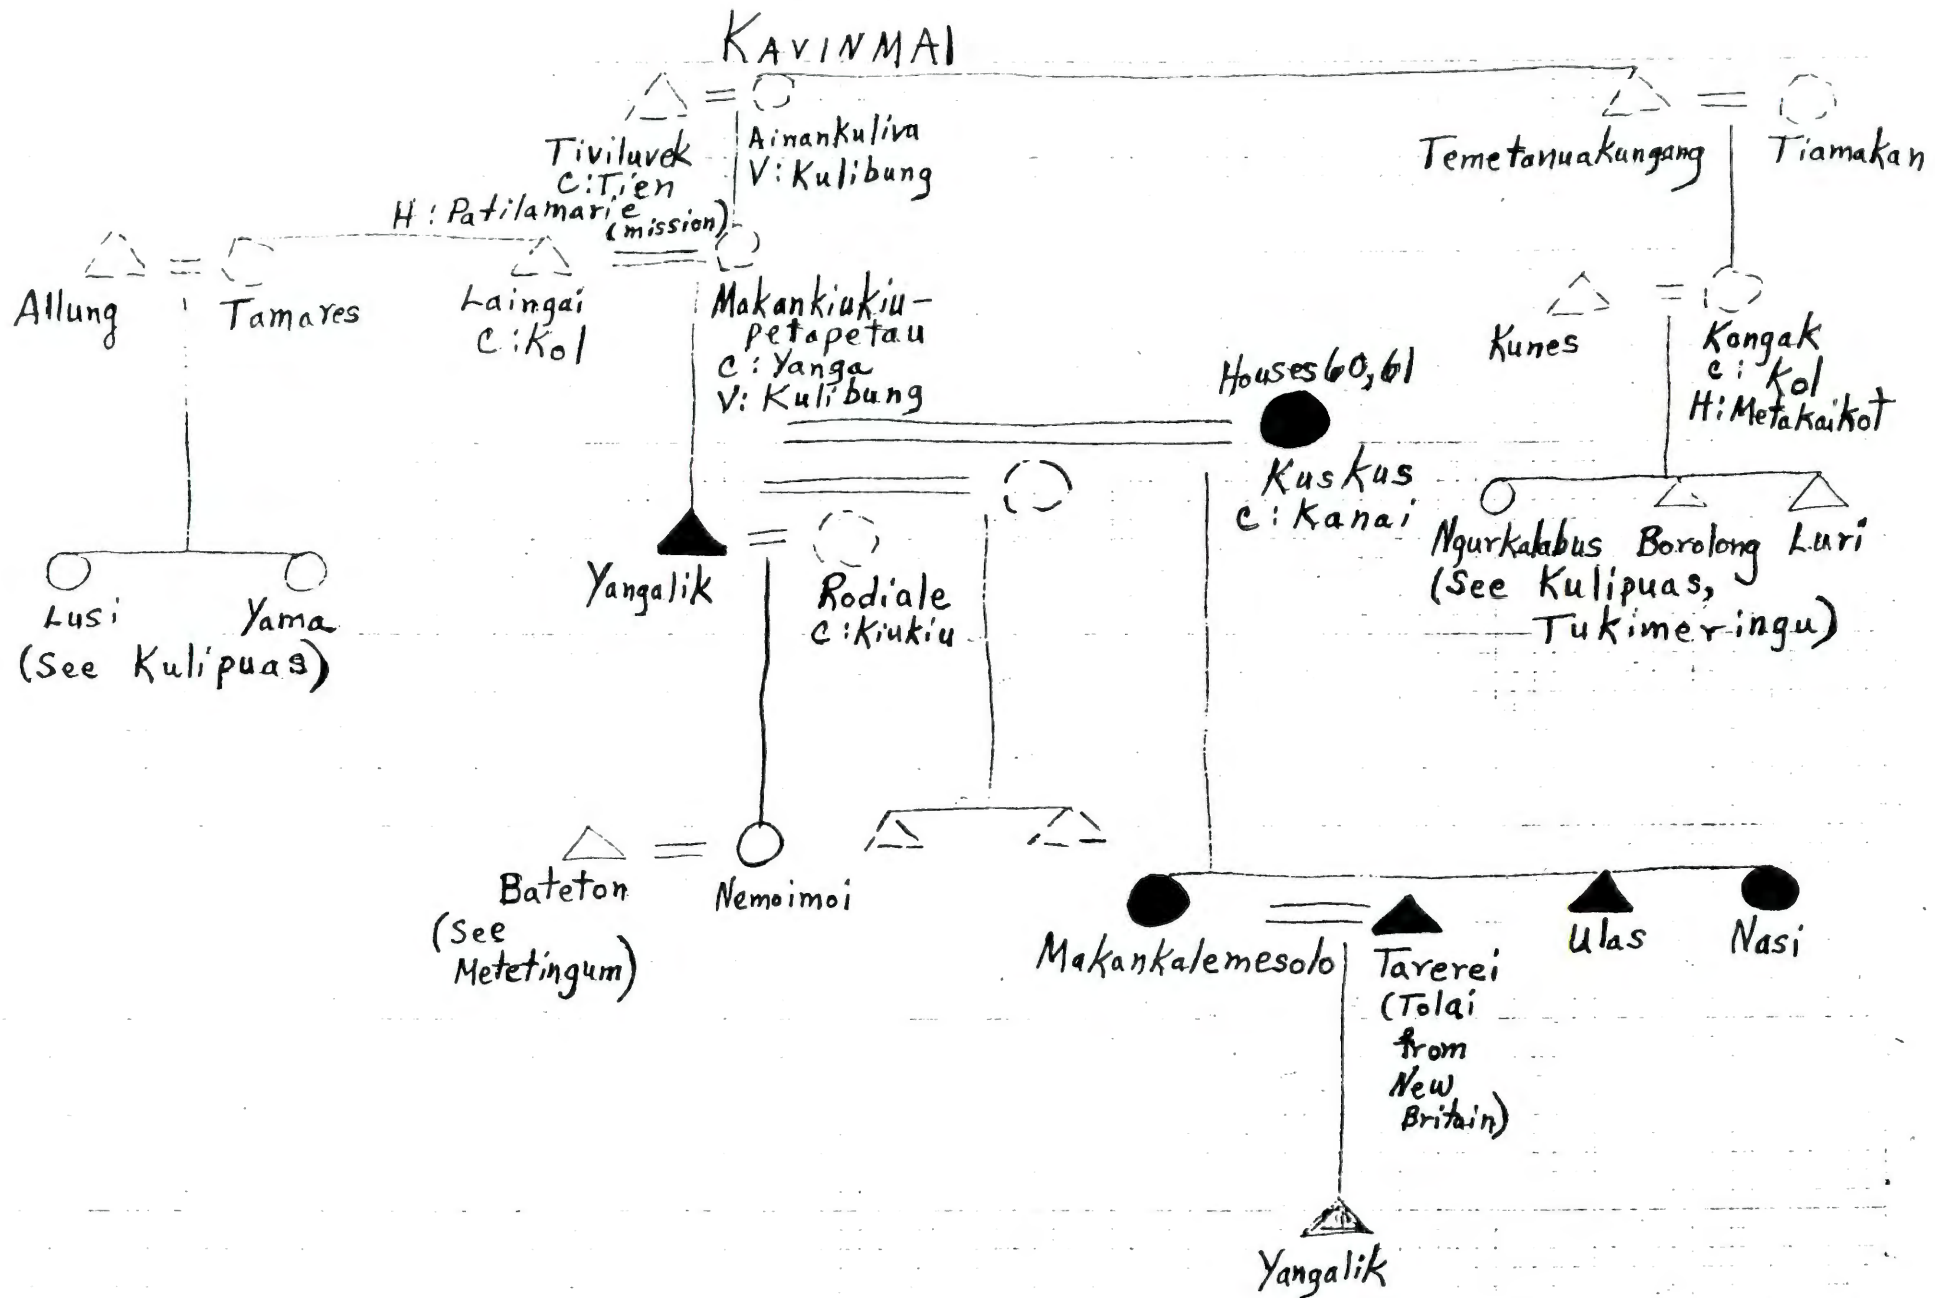 KAVINMAI
Tiviluvek
C: Tien
H: Patilamarie
(mission)
Ainankuliva
V: Kulibung
Temetanuakungang
Tiamakan
Allung
Tamares
Laingai
C: Kol
Makankiukiu-
petapetau
C: Yanga
V: Kulibung
Kunes
Kongak
C: Kol
H: Metakaikot
Houses 60, 61
Kuskus
C: Kanai
Lusi
Yama
(See Kulipuas)
Yangalik
Rodiale
C: Kiukiu
Ngurkalabus
Borolong
Luri
(See Kulipuas,
Tukimeringu)
Bateton
(See
Metetingum)
Nemoimoi
Makankalemesolo
Tarerei
(Tolai
from
New
Britain)
Ulas
Nasi
Yangalik